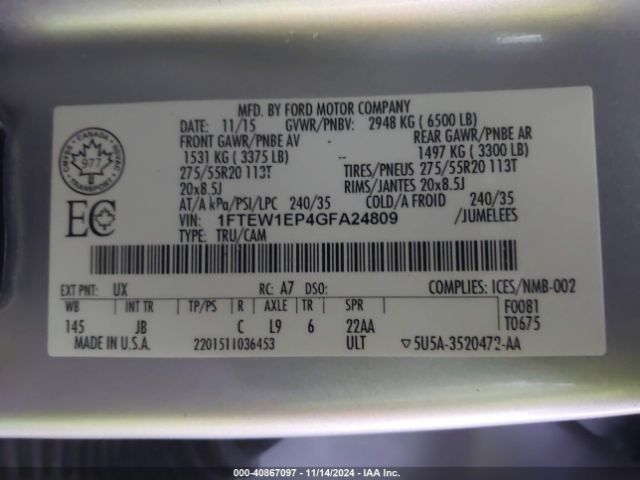 MFD. BY FORD MOTOR COMPANY
DATE: 11/15 GVWR/PNBV: 2948 KG ( 6500 LB)
FRONT GAWR/PNBE AV REAR GAWR/PNBE AR
1531 KG ( 3375 LB) -- 1497 KG ( 3300 LB)
275/55R20 113T TIRES/PNEUS 275/55R20 113T
20x8.5J RIMS/JANTES 20x8.5J
AT/A kPa/PSI/LPC 240/35 COLD/A FROID 240/35
VIN: 1FTEW1EP4GFA24809 /JUMELEES
TYPE: TRU/CAM
CANADA
CMVSS 977 NSVAC
TRANSPORT
EC
EXT PNT: UX RC: A7 DSO: COMPLIES: ICES/NMB-002
WB INT TR TP/PS R AXLE TR SPR F0081
145 JB C L9 6 22AA T0675
MADE IN U.S.A. 2201511036453 ULT ▽5U5A-3520472-AA
000-40867097 | 11/14/2024 | IAA Inc.